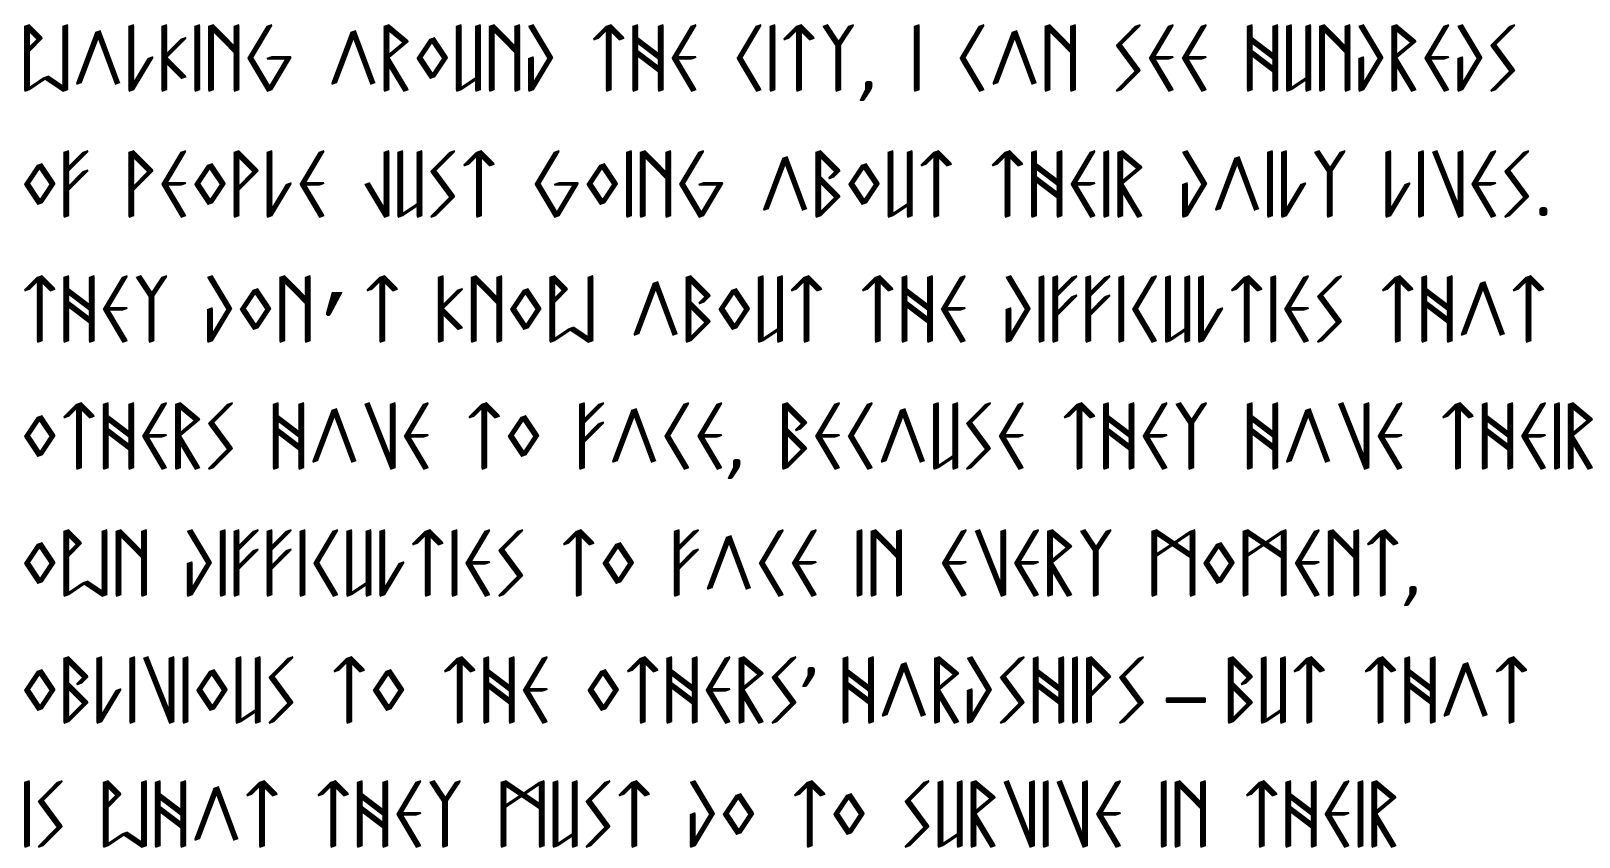 WALKING AROUND THE CITY, I CAN SEE HUNDREDS
OF PEOPLE JUST GOING ABOUT THEIR DAILY LIVES.
THEY DON'T KNOW ABOUT THE DIFFICULTIES THAT
OTHERS HAVE TO FACE, BECAUSE THEY HAVE THEIR
OWN DIFFICULTIES TO FACE IN EVERY MOMENT,
OBLIVIOUS TO THE OTHERS' HARDSHIPS – BUT THAT
IS WHAT THEY MUST DO TO SURVIVE IN THEIR